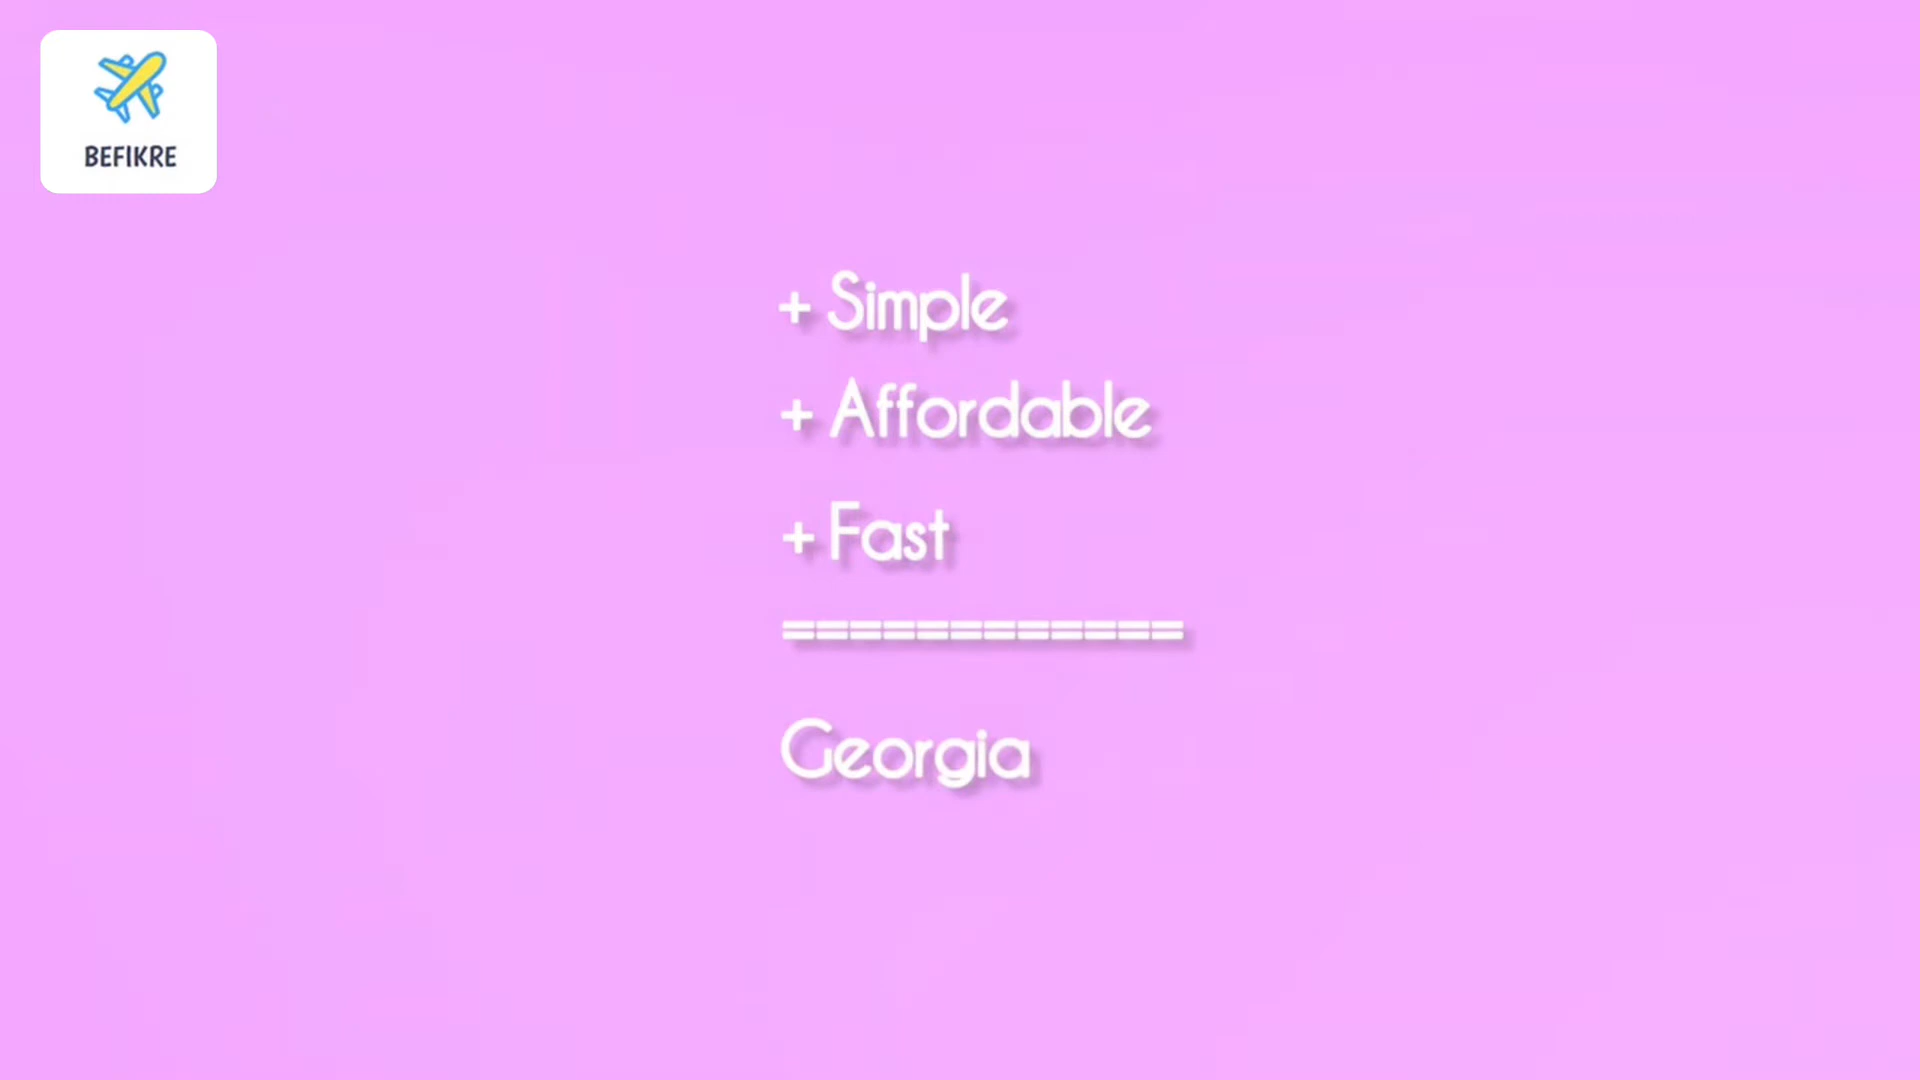 BEFIKRE
+ Simple
+ Affordable
+ Fast
============
Georgia